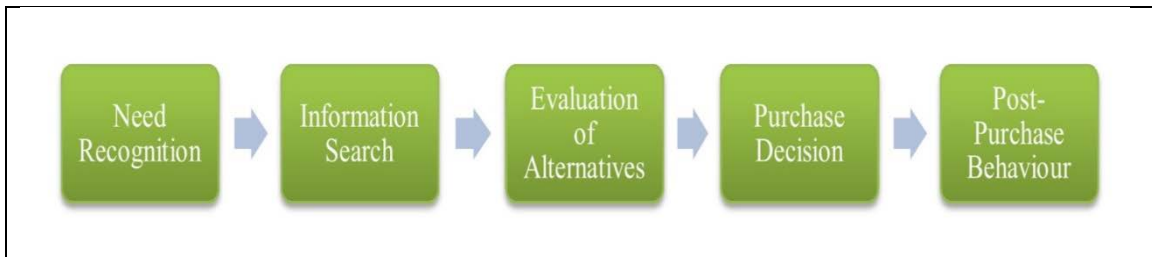 Need
Recognition
Information
Search
Evaluation
of
Alternatives
Purchase
Decision
Post-
Purchase
Behaviour